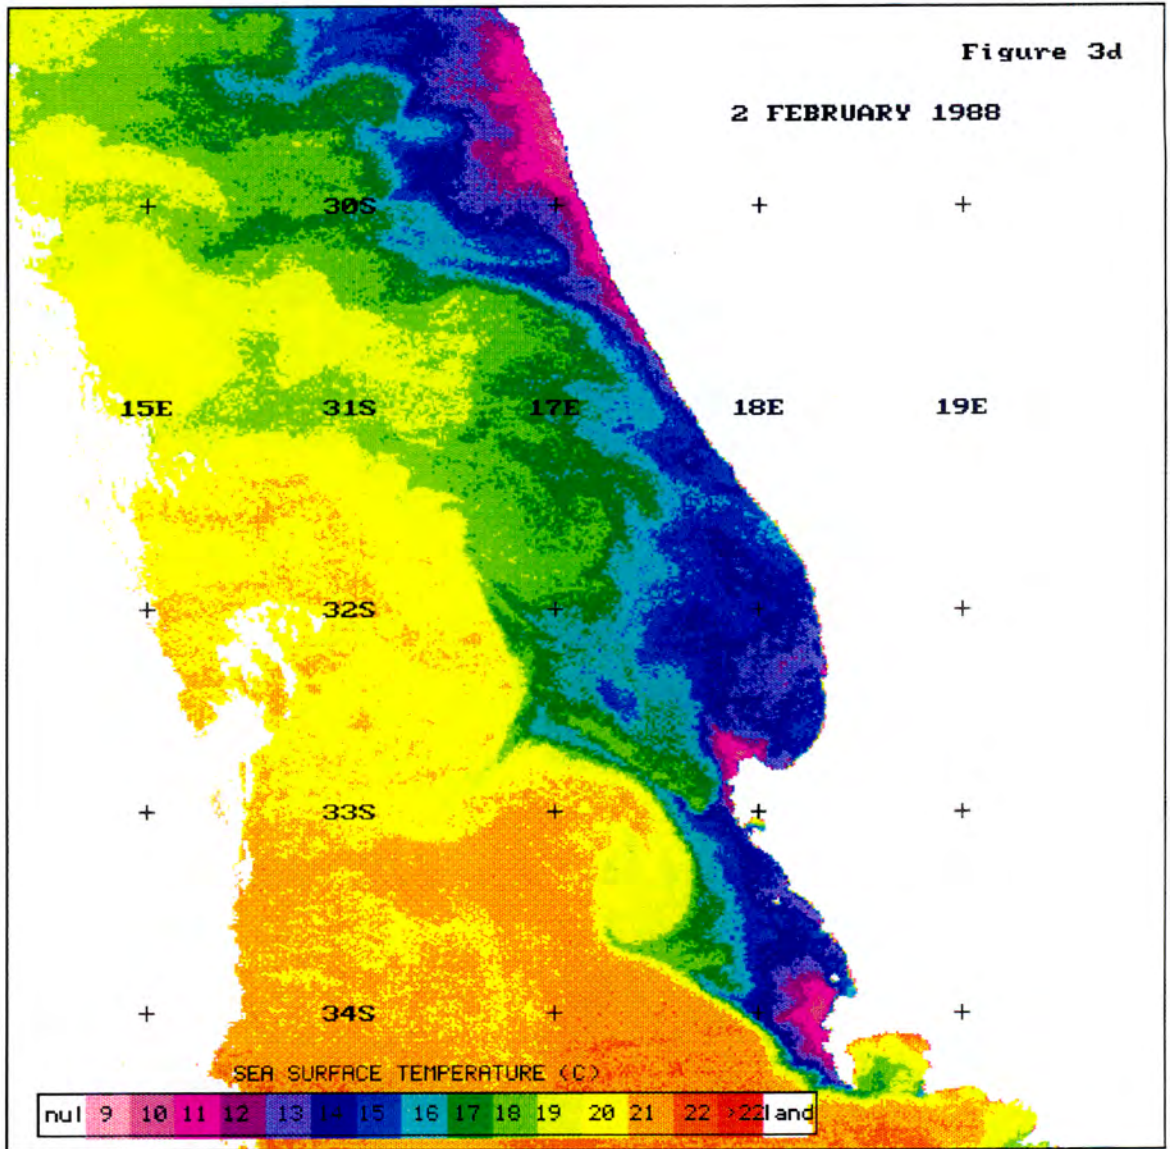 Figure 3d
2 FEBRUARY 1988
30S
15E 31S 17E 18E 19E
32S
33S
34S
SEA SURFACE TEMPERATURE (C)
nul 9 10 11 12 13 14 15 16 17 18 19 20 21 22 >22 land